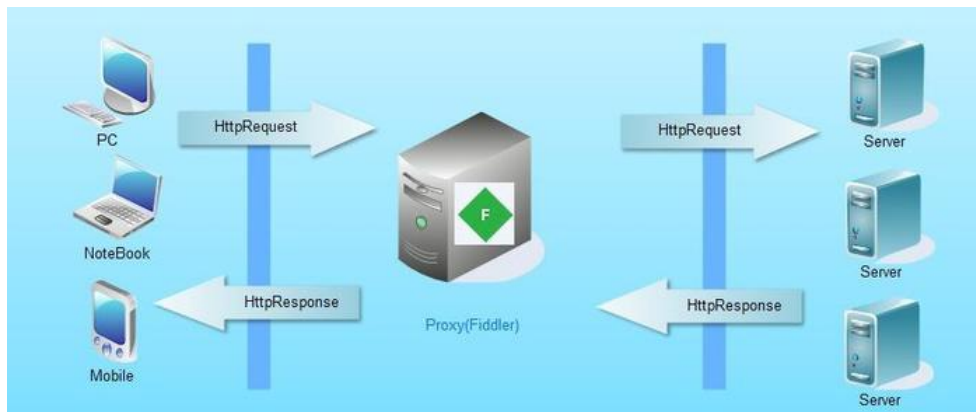 PC
HttpRequest
HttpRequest
Server
F
NoteBook
Server
HttpResponse
HttpResponse
Proxy(Fiddler)
Mobile
Server